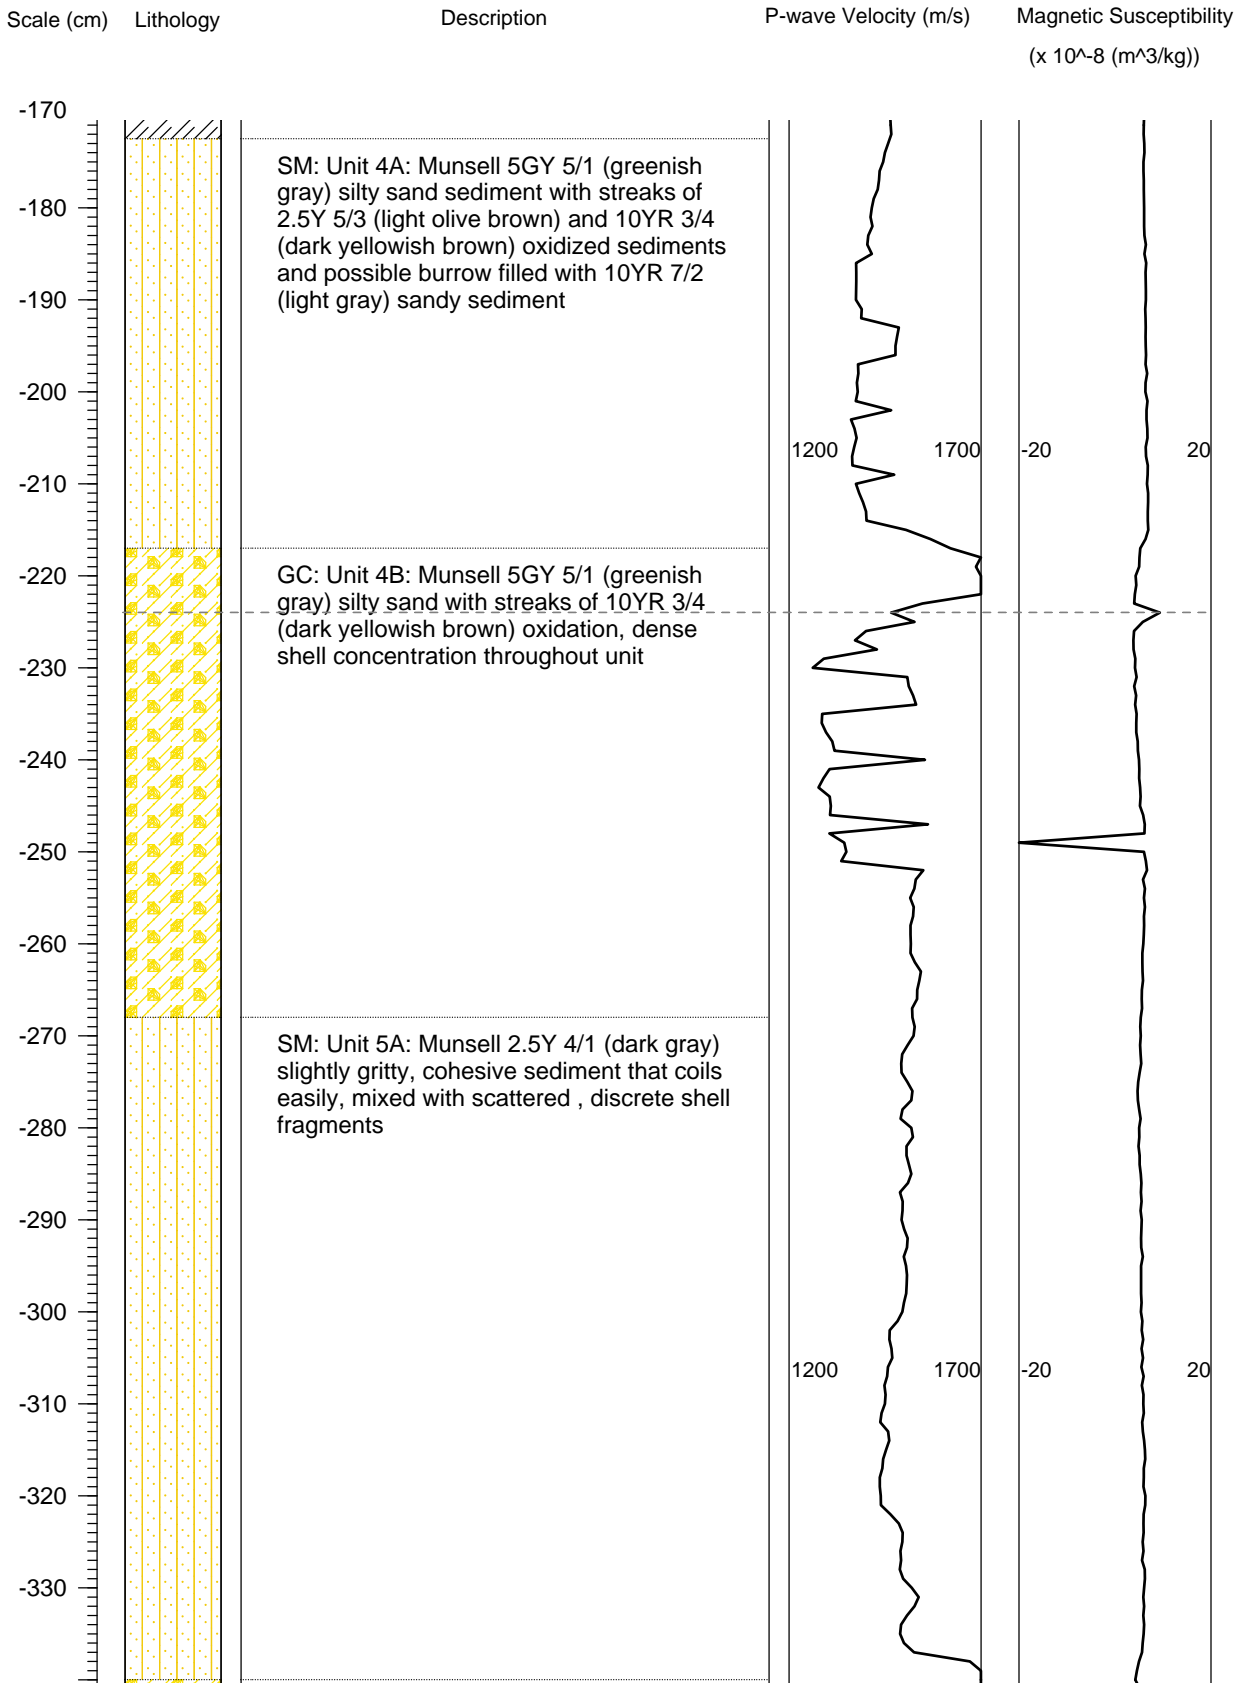 Scale (cm) Lithology Description P-wave Velocity (m/s) Magnetic Susceptibility
(x 10^-8 (m^3/kg))
-170
SM: Unit 4A: Munsell 5GY 5/1 (greenish
gray) silty sand sediment with streaks of
-180
2.5Y 5/3 (light olive brown) and 10YR 3/4
(dark yellowish brown) oxidized sediments
and possible burrow filled with 10YR 7/2
-190
(light gray) sandy sediment
-200
1200 1700 -20 20
-210
GC: Unit 4B: Munsell 5GY 5/1 (greenish
-220
gray) silty sand with streaks of 10YR 3/4
(dark yellowish brown) oxidation, dense
shell concentration throughout unit
-230
-240
-250
-260
-270
SM: Unit 5A: Munsell 2.5Y 4/1 (dark gray)
slightly gritty, cohesive sediment that coils
easily, mixed with scattered , discrete shell
fragments
-280
-290
-300
1200 1700 -20 20
-310
-320
-330